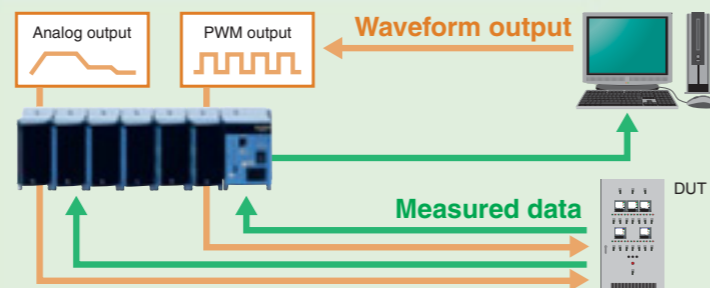 Analog output
PWM output
Waveform output
Measured data
DUT